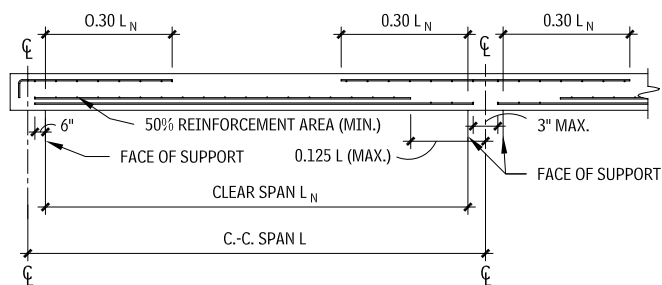 0.30 L N
0.30 L N
0.30 L N
℄
℄
6"
50% REINFORCEMENT AREA (MIN.)
3" MAX.
FACE OF SUPPORT
0.125 L (MAX.)
FACE OF SUPPORT
CLEAR SPAN L N
C.-C. SPAN L
℄
℄